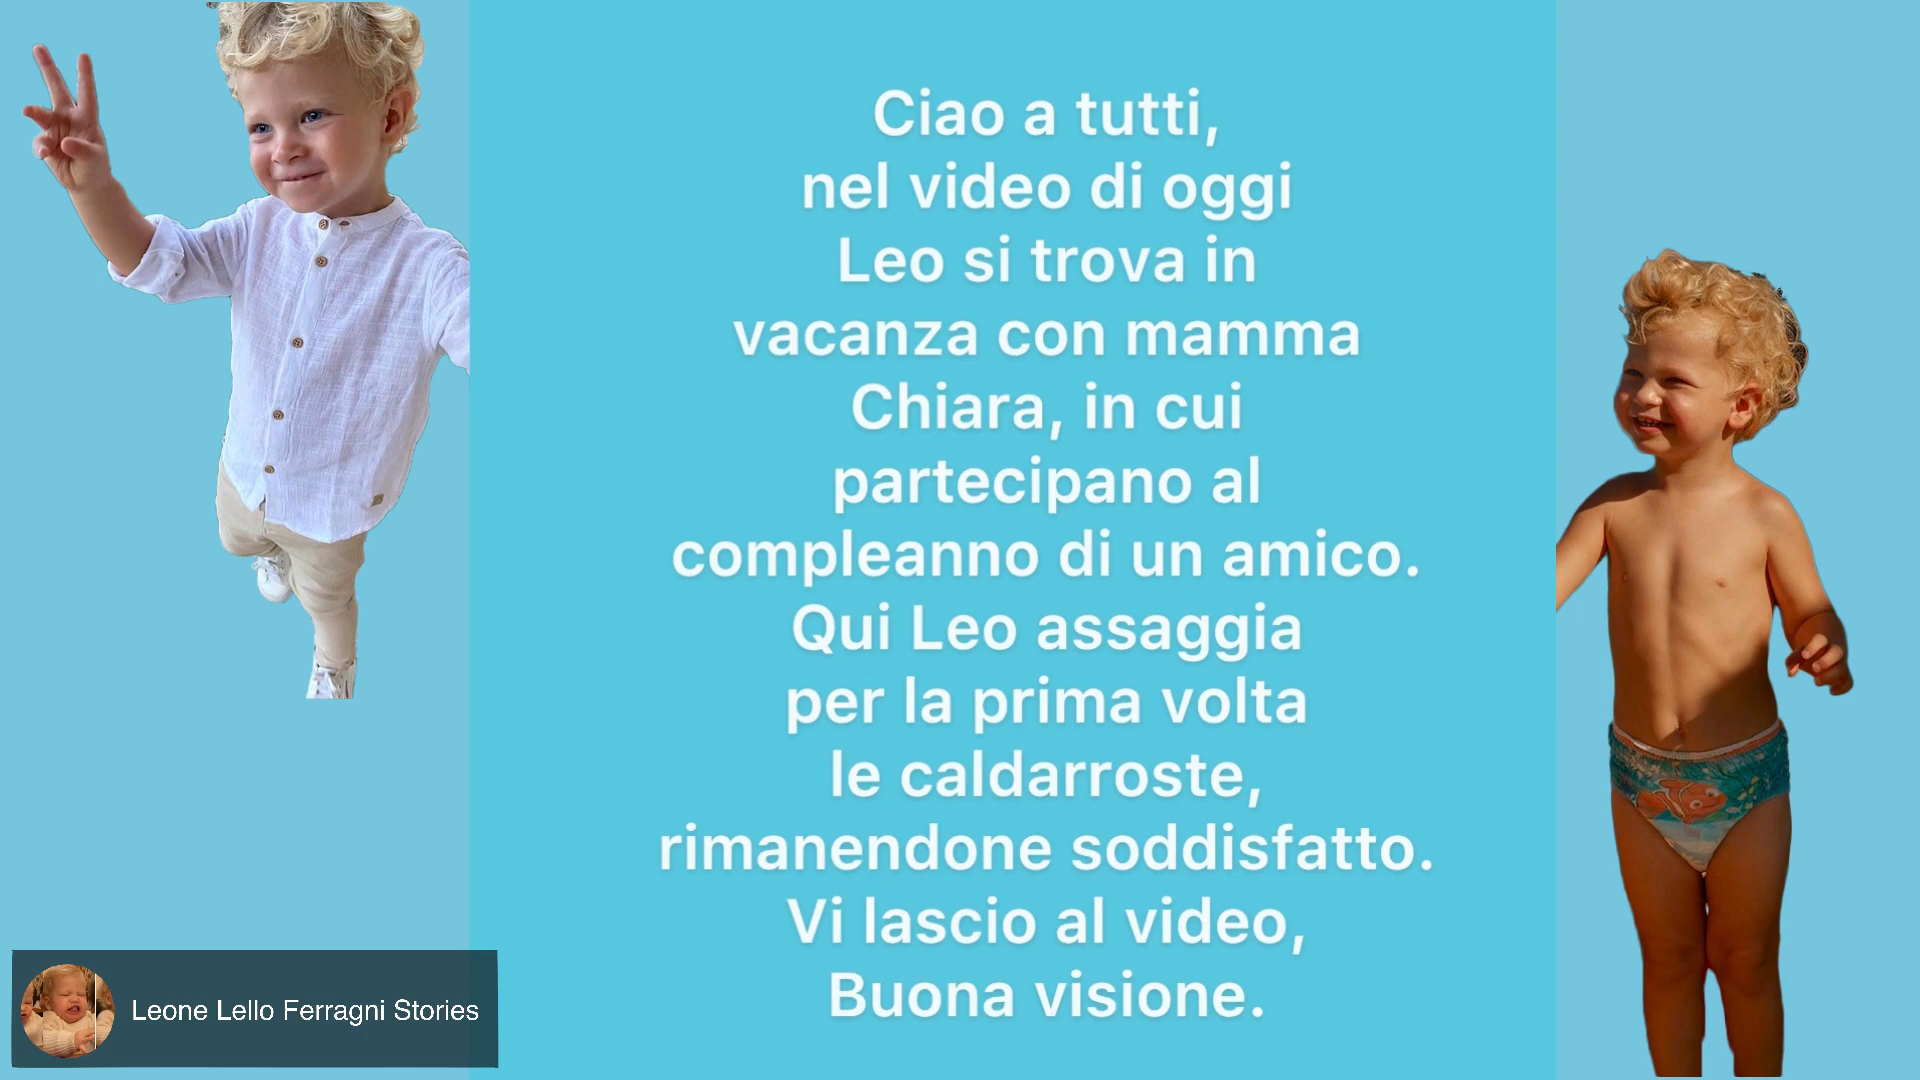 Ciao a tutti,
nel video di oggi
Leo si trova in
vacanza con mamma
Chiara, in cui
partecipano al
compleanno di un amico.
Qui Leo assaggia
per la prima volta
le caldarroste,
rimanendone soddisfatto.
Vi lascio al video,
Buona visione.
Leone Lello Ferragni Stories